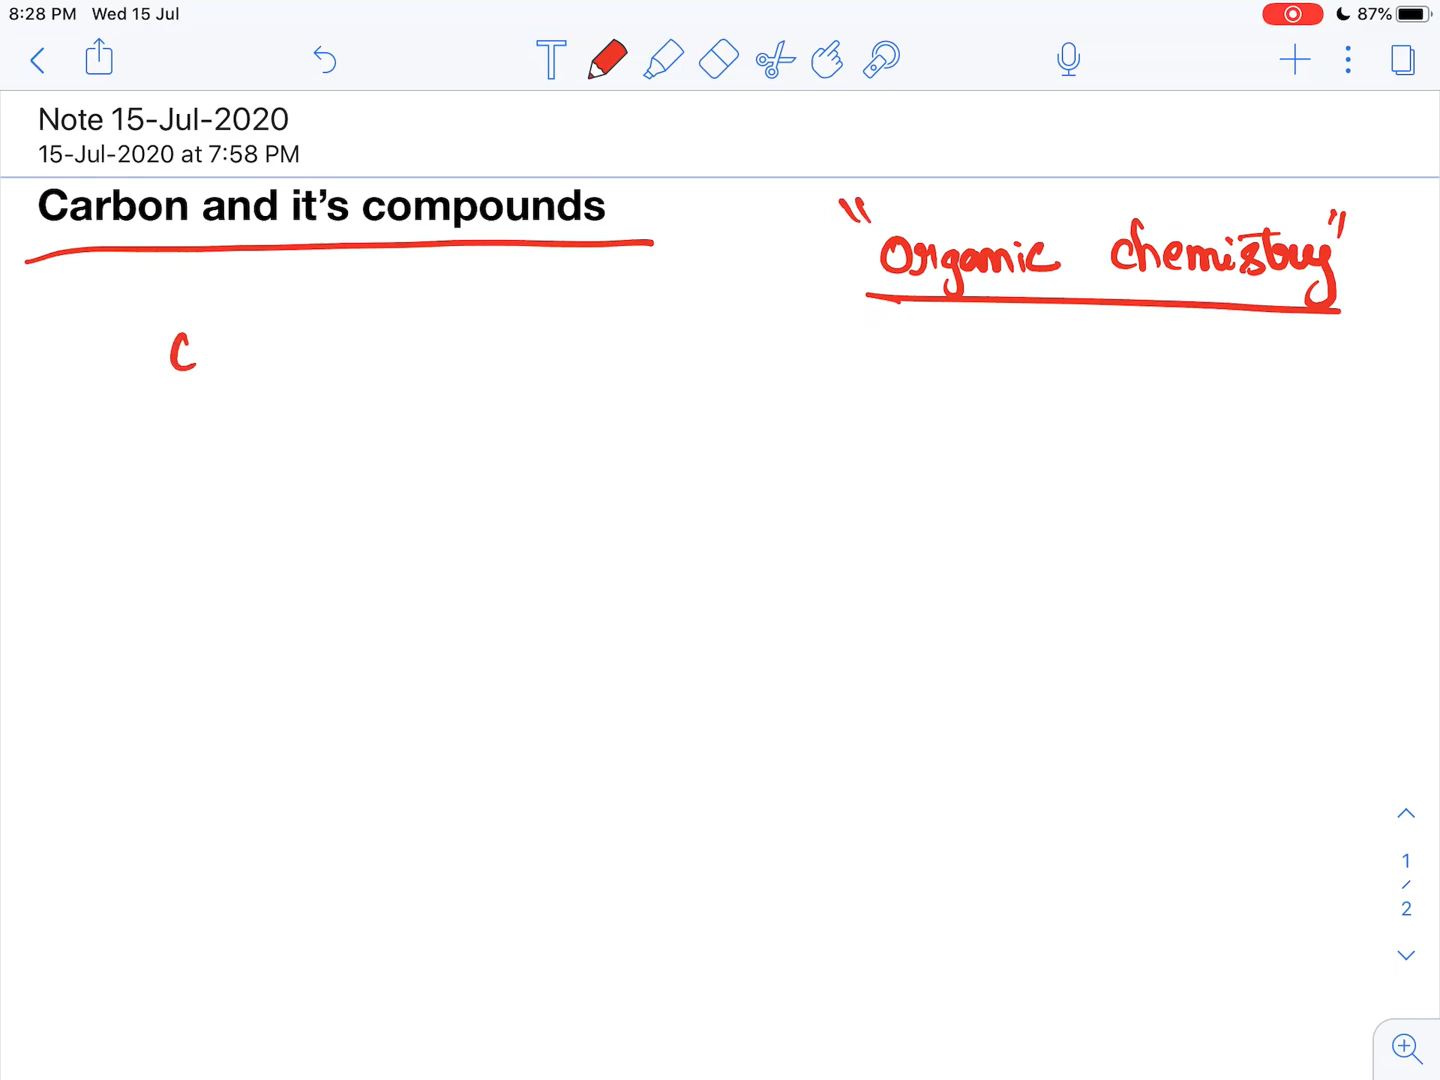 8:28 PM Wed 15 Jul 87%
T
Note 15-Jul-2020
15-Jul-2020 at 7:58 PM
Carbon and it's compounds
"Organic chemistry"
C
1
/
2